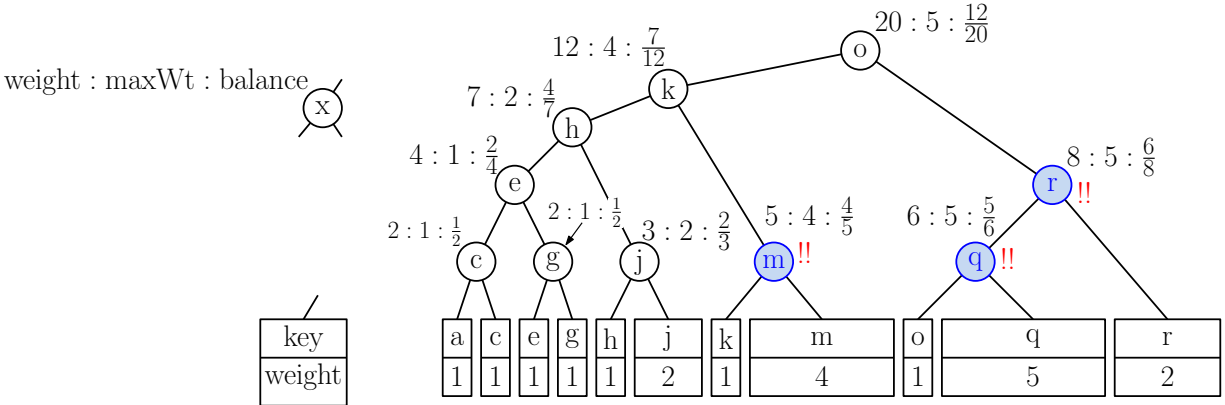 20 : 5 : 12/20
o
12 : 4 : 7/12
weight : maxWt : balance
k
x
7 : 2 : 4/7
h
4 : 1 : 2/4
8 : 5 : 6/8
e
r
!!
2 : 1 : 1/2
2 : 1 : 1/2
3 : 2 : 2/3
5 : 4 : 4/5
6 : 5 : 5/6
c
g
j
m
!!
q
!!
key
a c e g h j k m o q r
weight
1 1 1 1 1 2 1 4 1 5 2